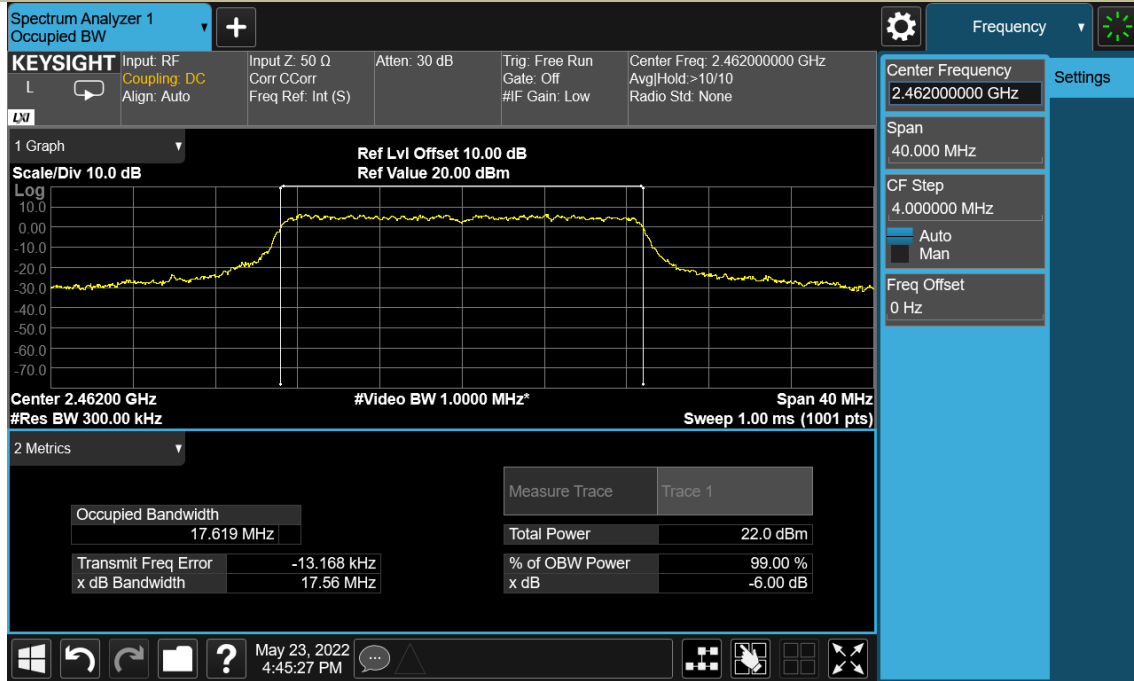 Spectrum Analyzer 1
Occupied BW
+
Frequency
KEYSIGHT
L
LXI
Input: RF
Coupling: DC
Align: Auto
Input Z: 50 Ω
Corr CCorr
Freq Ref: Int (S)
Atten: 30 dB
Trig: Free Run
Gate: Off
#IF Gain: Low
Center Freq: 2.462000000 GHz
Avg|Hold:>10/10
Radio Std: None
Center Frequency
2.462000000 GHz
Settings
Span
40.000 MHz
CF Step
4.000000 MHz
Auto
Man
Freq Offset
0 Hz
1 Graph
Scale/Div 10.0 dB
Ref Lvl Offset 10.00 dB
Ref Value 20.00 dBm
Log
10.0
0.00
-10.0
-20.0
-30.0
-40.0
-50.0
-60.0
-70.0
Center 2.46200 GHz
#Video BW 1.0000 MHz*
Span 40 MHz
#Res BW 300.00 kHz
Sweep 1.00 ms (1001 pts)
2 Metrics
Measure Trace Trace 1
Occupied Bandwidth
17.619 MHz
Total Power 22.0 dBm
Transmit Freq Error -13.168 kHz
% of OBW Power 99.00 %
x dB Bandwidth 17.56 MHz
x dB -6.00 dB
?
May 23, 2022
4:45:27 PM